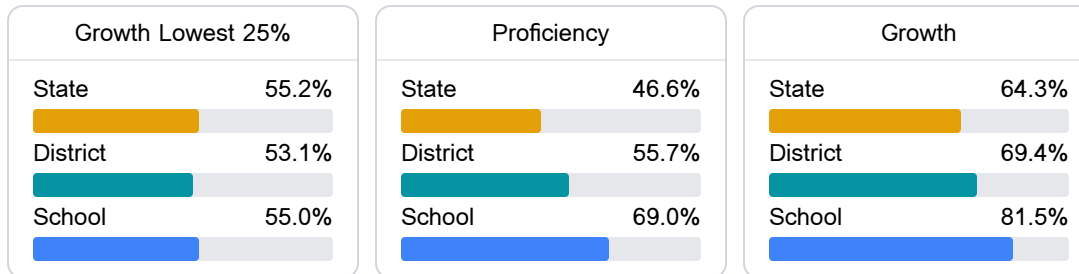 Growth Lowest 25%
State 55.2%
District 53.1%
School 55.0%
Proficiency
State 46.6%
District 55.7%
School 69.0%
Growth
State 64.3%
District 69.4%
School 81.5%